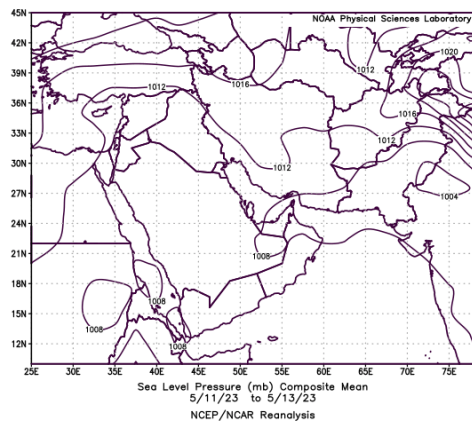 NOAA Physical Sciences Laboratory
45N
42N
39N
36N
33N
30N
27N
24N
21N
18N
15N
12N
1020
1012
1016
1012
1016
1012
1012
1004
1008
1008
1008
1008
25E 30E 35E 40E 45E 50E 55E 60E 65E 70E 75E
Sea Level Pressure (mb) Composite Mean
5/11/23 to 5/13/23
NCEP/NCAR Reanalysis